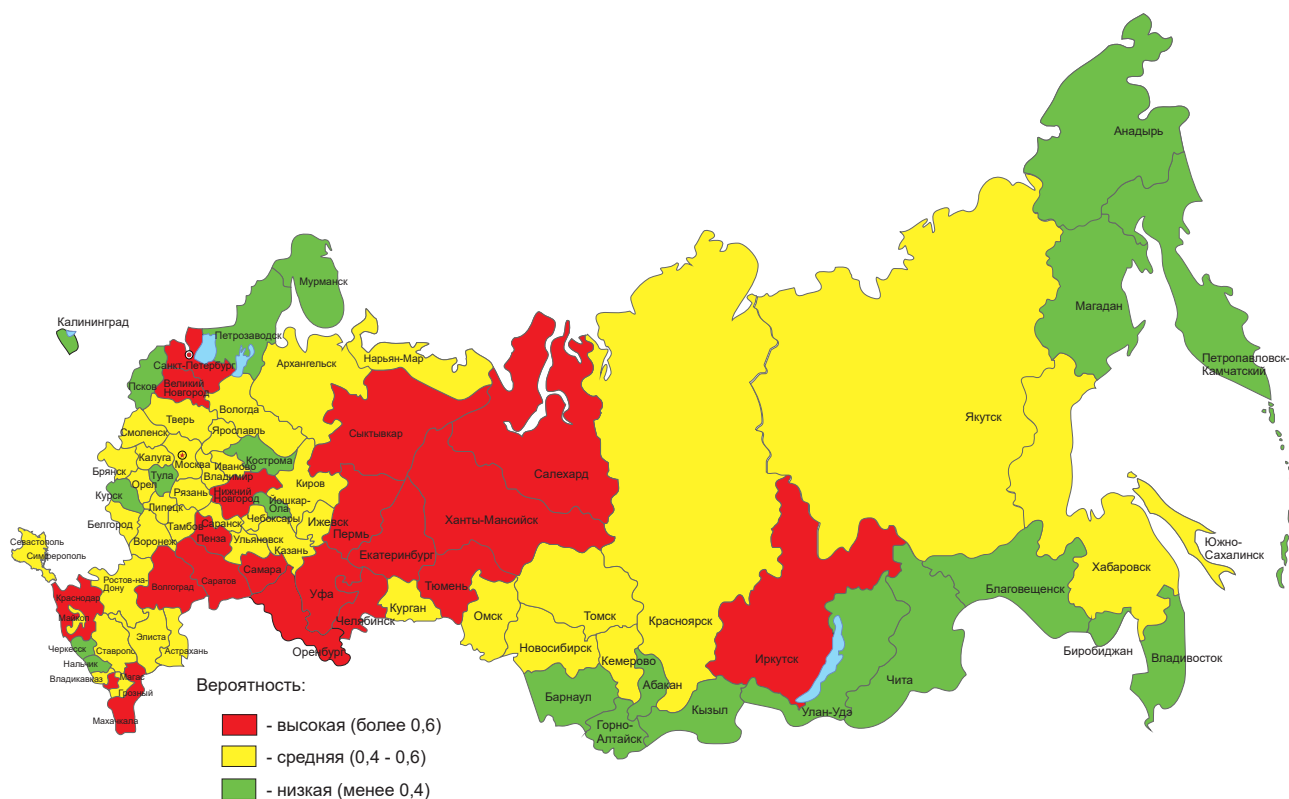 Анадырь
Мурманск
Магадан
Калининград
Петрозаводск
Петропавловск-
Камчатский
Санкт-Петербург
Архангельск
Нарьян-Мар
Псков
Великий
Новгород
Вологда
Якутск
Тверь
Смоленск
Ярославль
Сыктывкар
Калуга
Москва
Иваново
Кострома
Брянск
Тула
Владимир
Салехард
Орел
Рязань
Нижний
Новгород
Киров
Курск
Йошкар-
Ола
Липецк
Чебоксары
Белгород
Тамбов
Саранск
Ижевск
Ханты-Мансийск
Воронеж
Пенза
Ульяновск
Пермь
Севастополь
Симферополь
Казань
Екатеринбург
Южно-
Сахалинск
Хабаровск
Ростов-на-
Дону
Волгоград
Саратов
Самара
Уфа
Тюмень
Благовещенск
Краснодар
Курган
Омск
Томск
Красноярск
Майкоп
Челябинск
Элиста
Черкесск
Ставрополь
Астрахань
Оренбург
Новосибирск
Кемерово
Иркутск
Биробиджан
Владивосток
Нальчик
Владикавказ
Магас
Грозный
Абакан
Чита
Барнаул
Кызыл
Улан-Удэ
Горно-
Алтайск
Махачкала
Вероятность:
- высокая (более 0,6)
- средняя (0,4 - 0,6)
- низкая (менее 0,4)